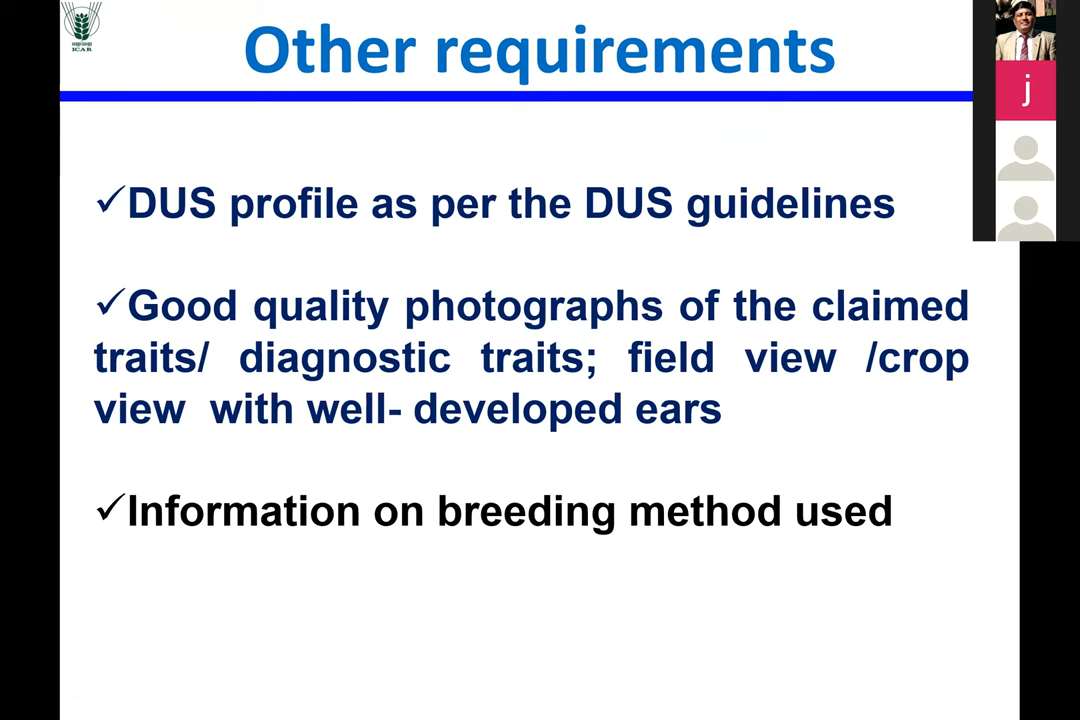 Other requirements
ICAR
j
✓DUS profile as per the DUS guidelines
✓Good quality photographs of the claimed
traits/ diagnostic traits; field view /crop
view with well- developed ears
✓Information on breeding method used